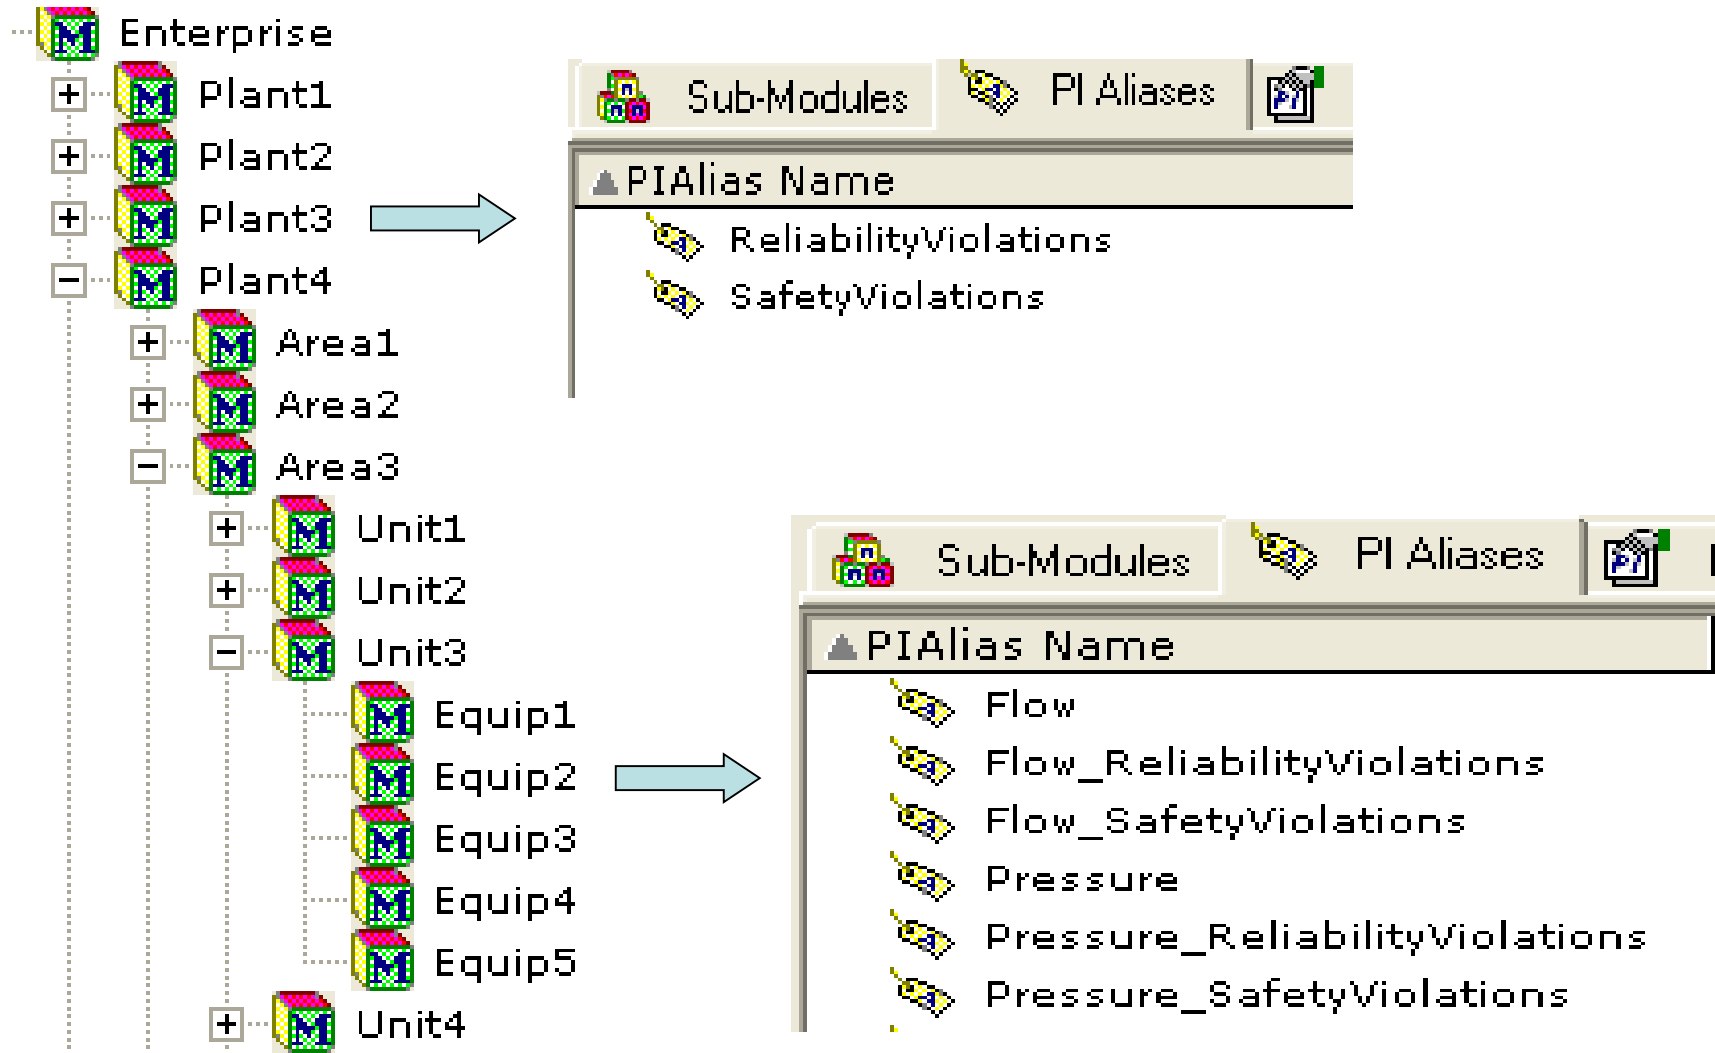 Enterprise
Plant1
Plant2
Plant3
Plant4
Area1
Area2
Area3
Unit1
Unit2
Unit3
Equip1
Equip2
Equip3
Equip4
Equip5
Unit4
Sub-Modules PI Aliases
PIAlias Name
ReliabilityViolations
SafetyViolations
Sub-Modules PI Aliases
PIAlias Name
Flow
Flow_ReliabilityViolations
Flow_SafetyViolations
Pressure
Pressure_ReliabilityViolations
Pressure_SafetyViolations